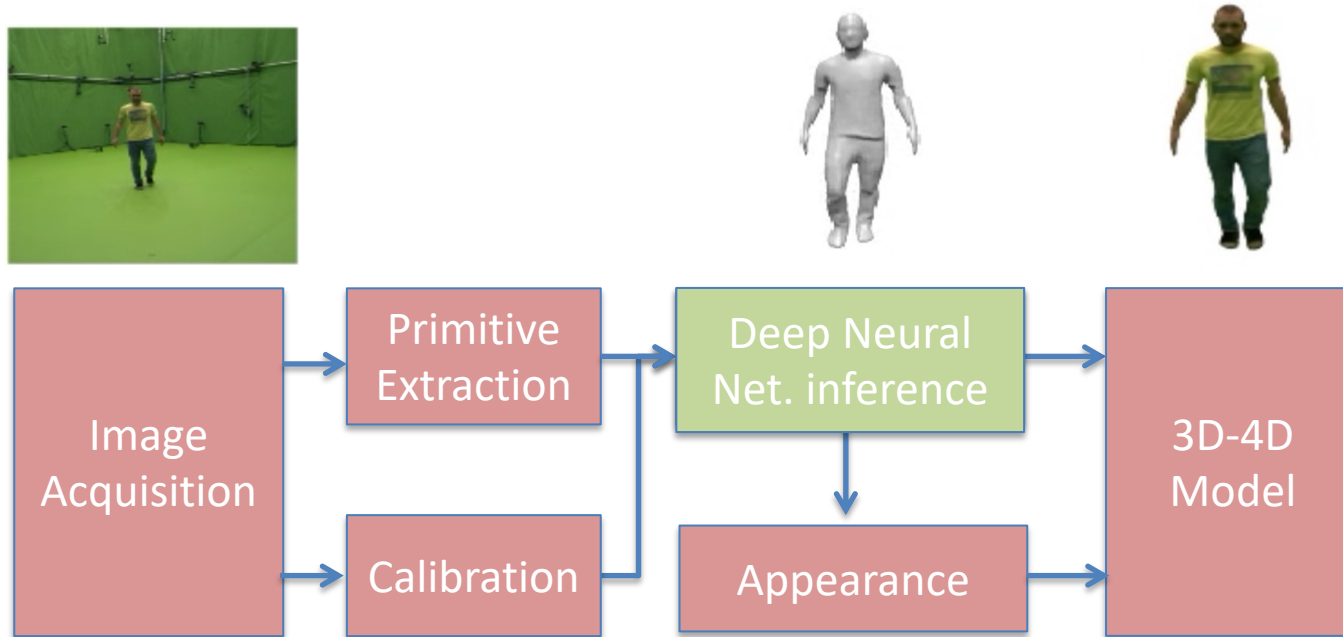 Image
Acquisition
Primitive
Extraction
Calibration
Deep Neural
Net. inference
Appearance
3D-4D
Model